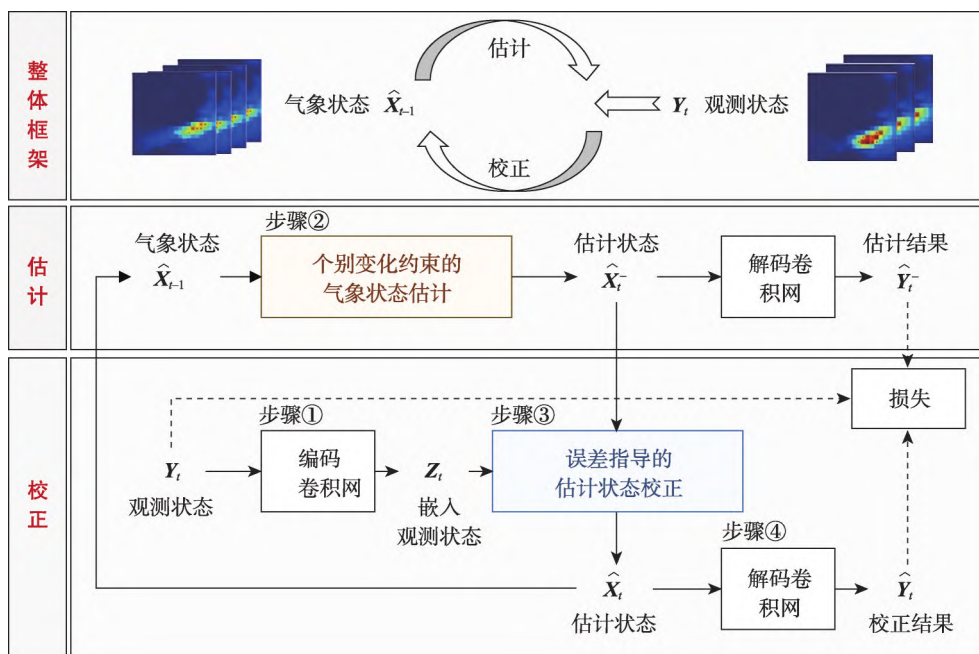 整体框架
估计
气象状态 X̂ₜ₋₁
Yₜ 观测状态
校正
估计
步骤②
气象状态
X̂ₜ₋₁
个别变化约束的
气象状态估计
估计状态
X̂ₜ⁻
解码卷
积网
估计结果
Ŷₜ⁻
校正
损失
步骤①
Yₜ
观测状态
编码
卷积网
Zₜ
嵌入
观测状态
步骤③
误差指导的
估计状态校正
X̂ₜ
估计状态
步骤④
解码卷
积网
Ŷₜ
校正结果